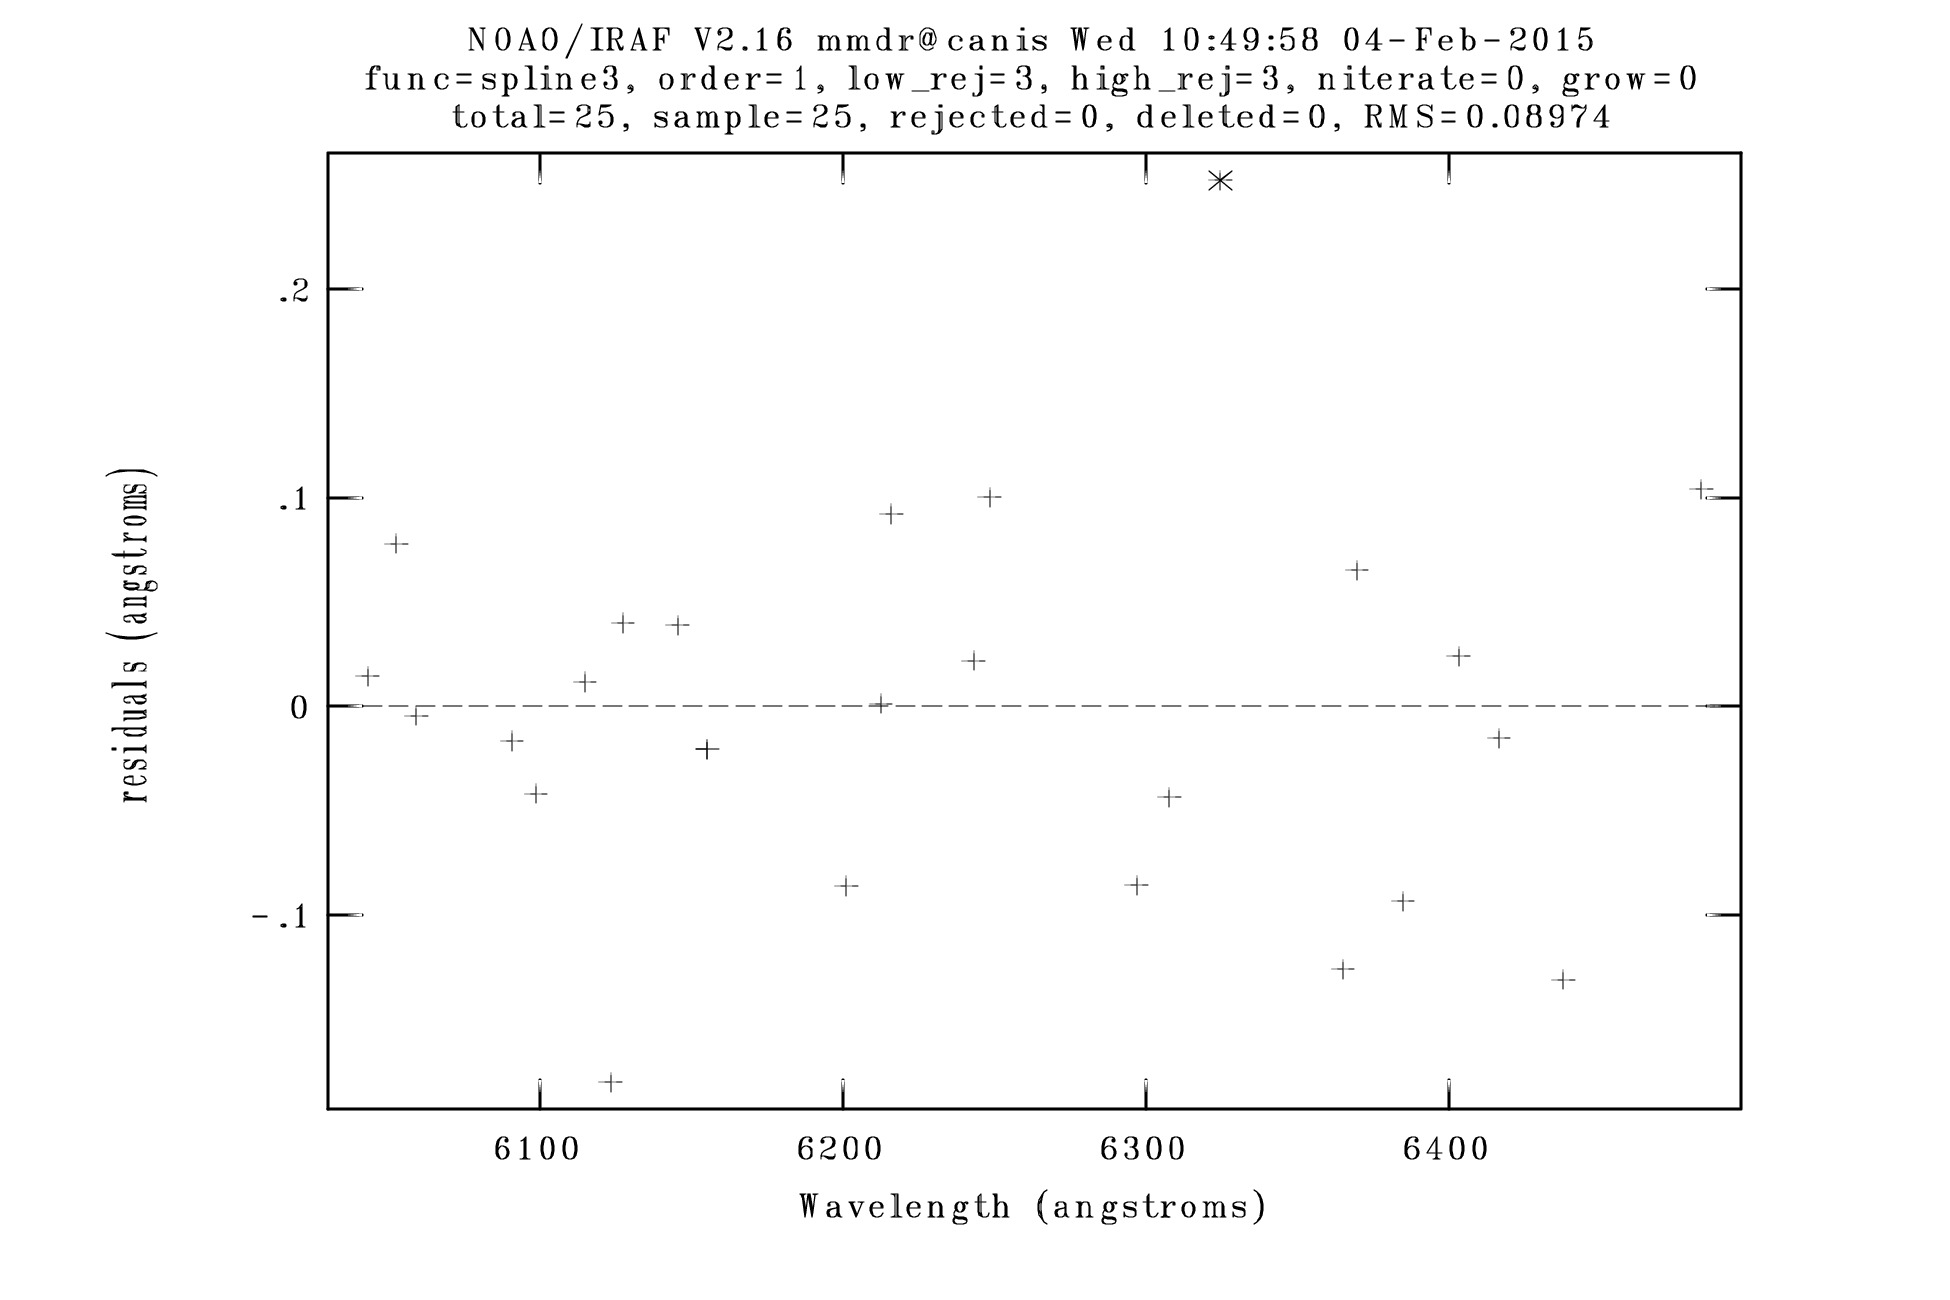 NOAO/IRAF V2.16 mmdr@canis Wed 10:49:58 04-Feb-2015
func=spline3, order=1, low_rej=3, high_rej=3, niterate=0, grow=0
total=25, sample=25, rejected=0, deleted=0, RMS=0.08974
.2
.1
0
-.1
residuals (angstroms)
6100 6200 6300 6400
Wavelength (angstroms)